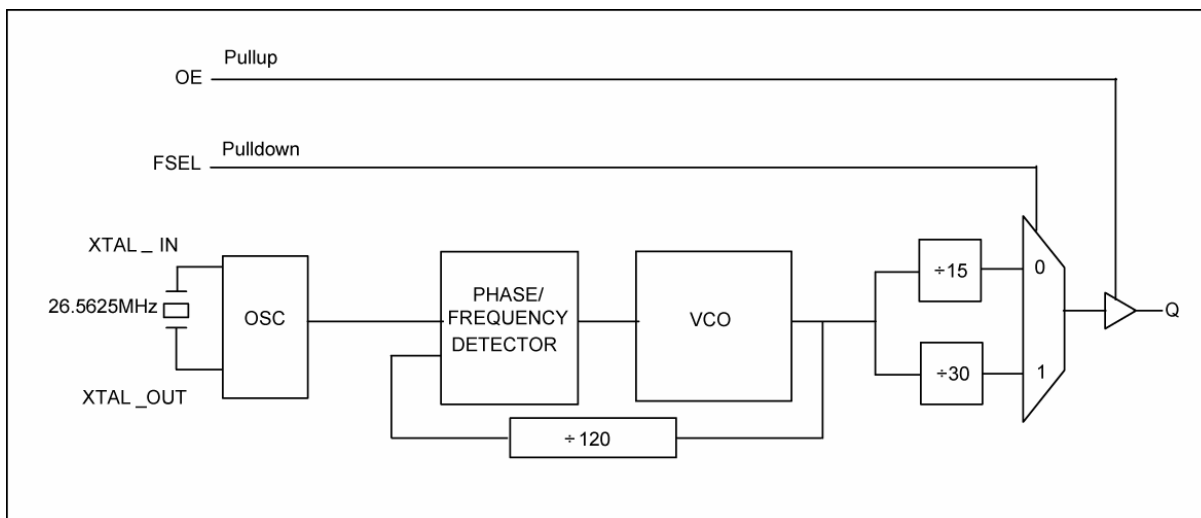 Pullup
OE
Pulldown
FSEL
XTAL _ IN
26.5625MHz
XTAL _OUT
OSC
PHASE/
FREQUENCY
DETECTOR
VCO
÷120
÷15
÷30
0
1
Q